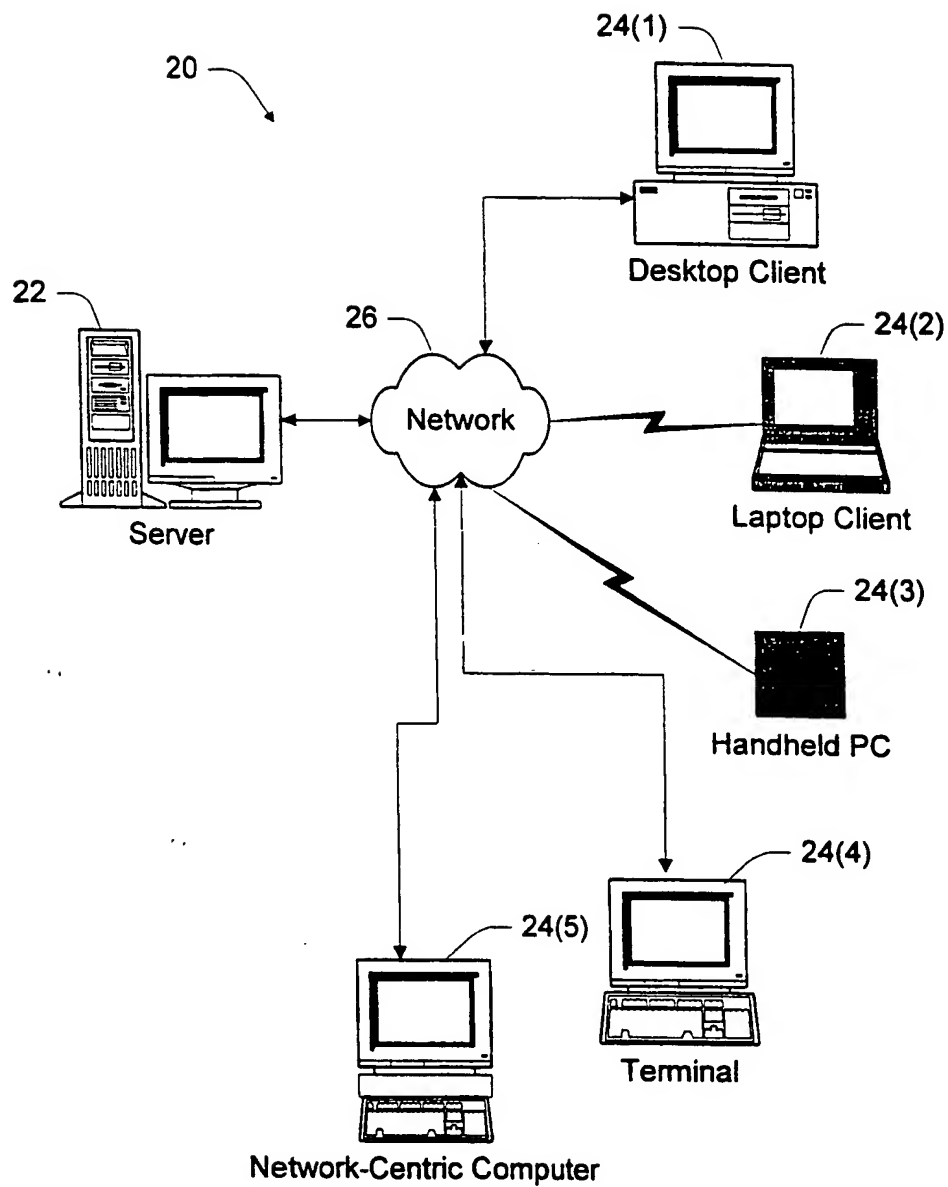 24(1)
20
Desktop Client
22
26
24(2)
Network
Server
Laptop Client
24(3)
Handheld PC
24(4)
24(5)
Terminal
Network-Centric Computer